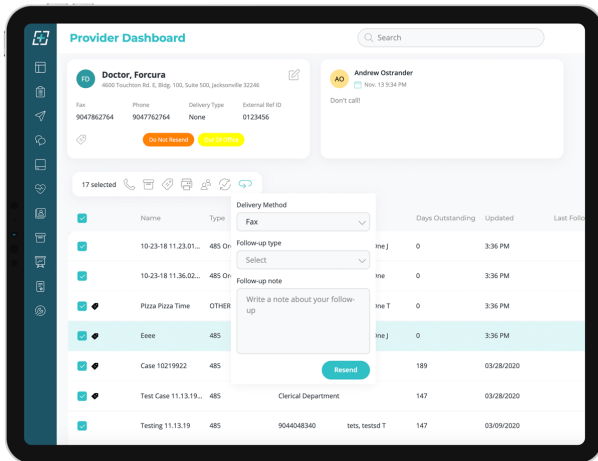 Provider Dashboard
Search
FD
Doctor, Forcura
4600 Touchton Rd. E, Bldg. 100, Suite 500, Jacksonville 32246
Fax Phone Delivery Type External Ref ID
9047862764 9047762764 None 0123456
Do Not Resend
AO
Andrew Ostrander
Nov. 13 9:34 PM
Don't call!
17 selected
Delivery Method
Fax
Follow-up type
Select
Follow-up note
Write a note about your follow-
up
Resend
Name Type Days Outstanding Updated Last Follo
10-23-18 11.23.01... 485 Or 0 3:36 PM
10-23-18 11.36.02... 485 Or 0 3:36 PM
PIzza Pizza Time OTHER 0 3:36 PM
Eeee 485 0 3:36 PM
Case 10219922 485 189 03/28/2020
Test Case 11.13.19... 485 Clerical Department 147 03/28/2020
Testing 11.13.19 485 9044048340 tets, testsd T 147 03/09/2020